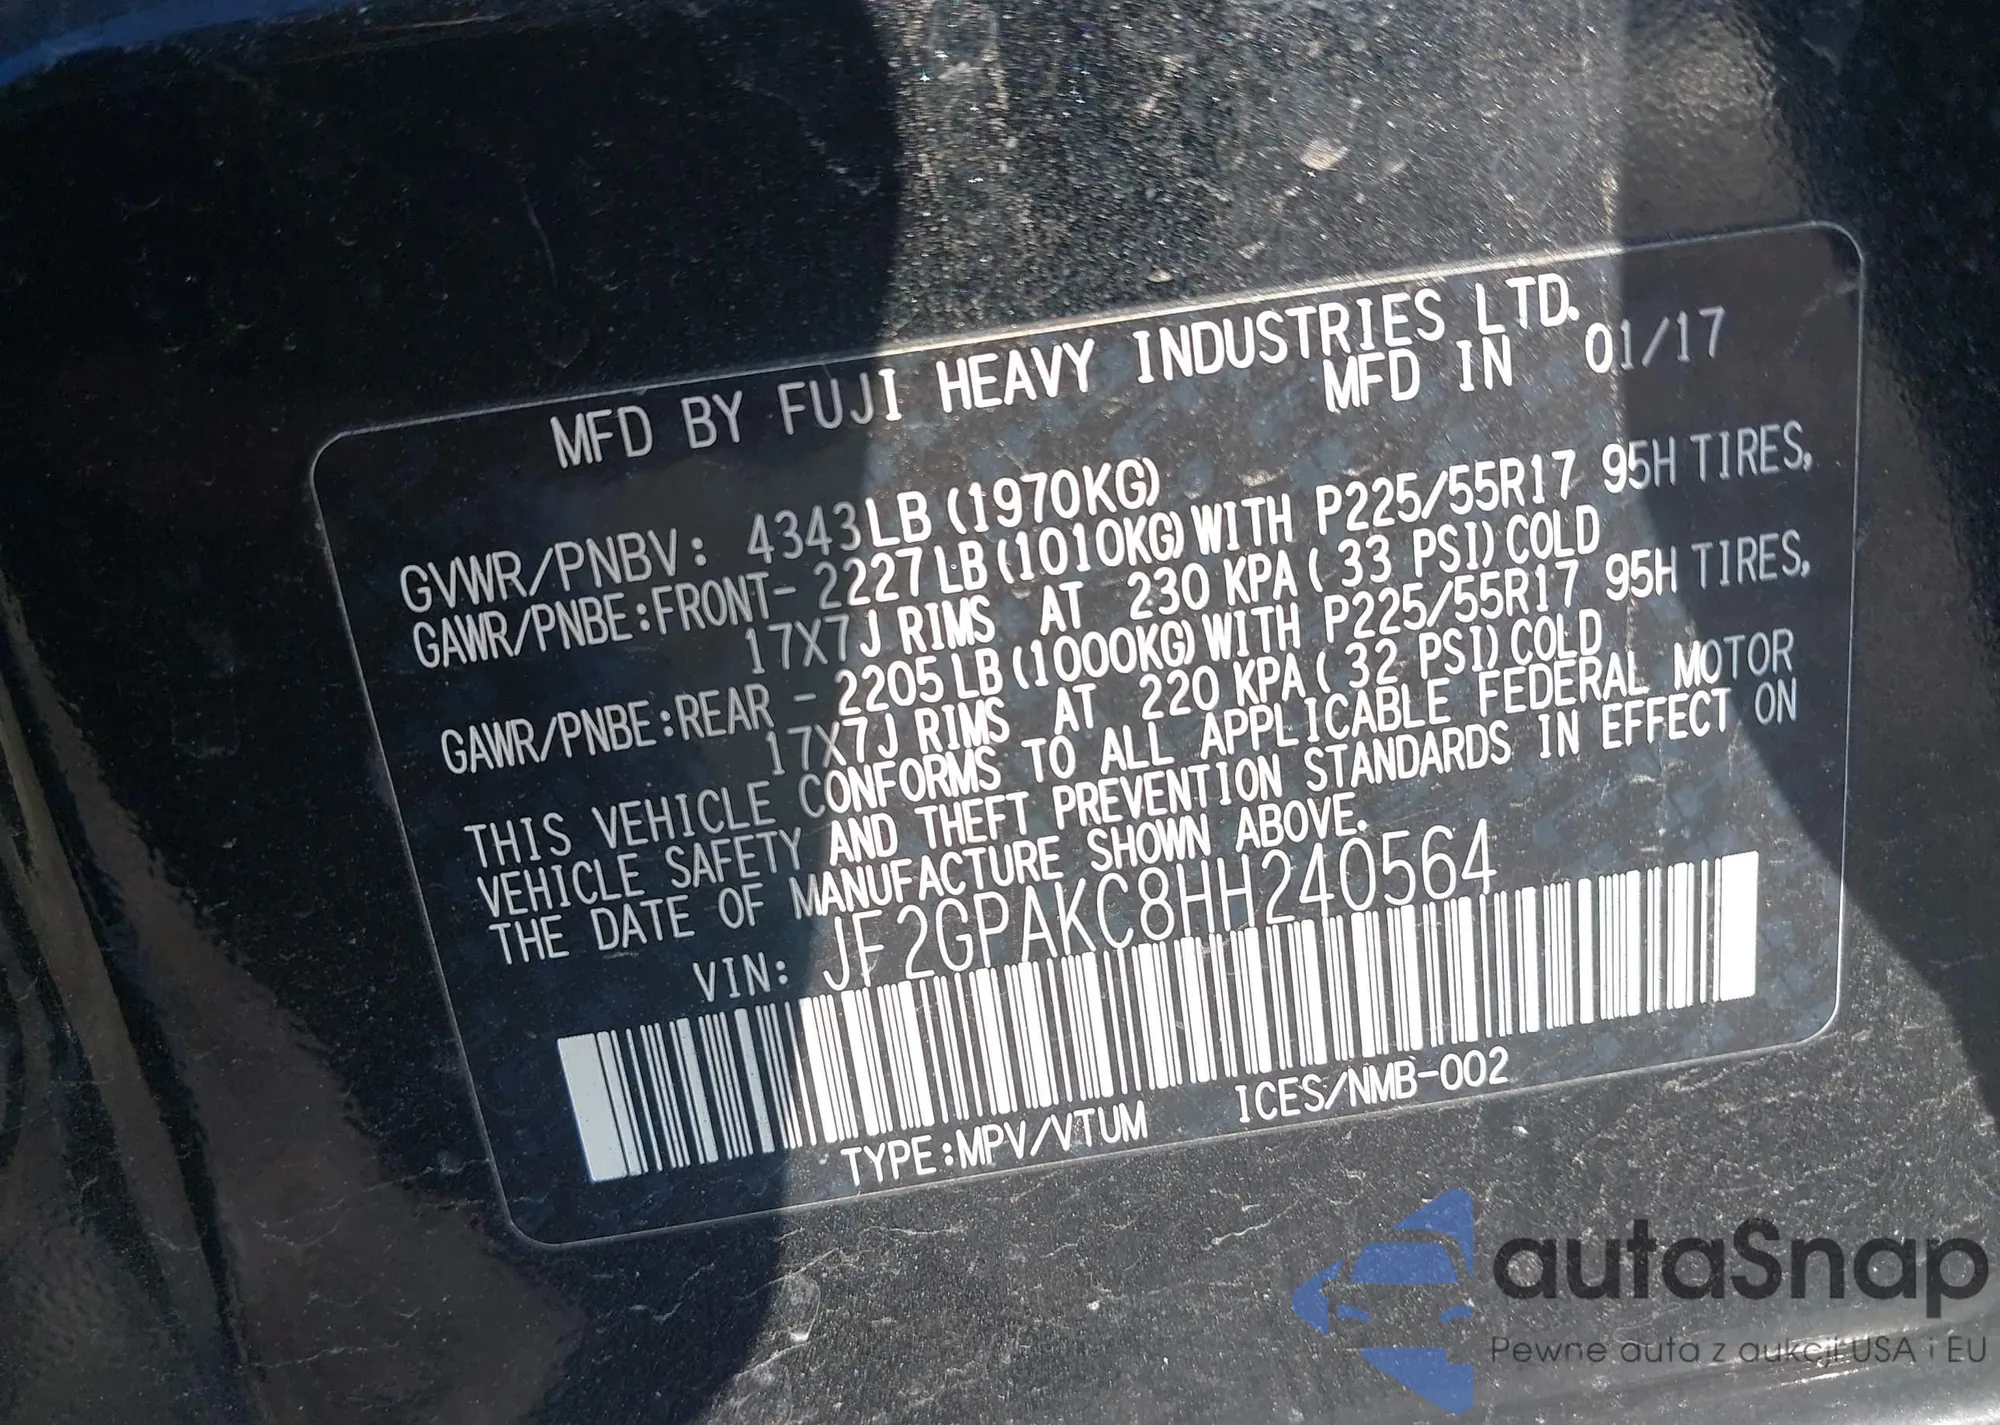 MFD BY FUJI HEAVY INDUSTRIES LTD.
MFD IN 01/17
GVWR/PNBV: 4343LB (1970KG)
GAWR/PNBE:FRONT- 2227LB (1010KG) WITH P225/55R17 95H TIRES,
17X7J RIMS AT 230 KPA ( 33 PSI) COLD
GAWR/PNBE:REAR - 2205LB (1000KG) WITH P225/55R17 95H TIRES,
17X7J RIMS AT 220 KPA ( 32 PSI) COLD
THIS VEHICLE CONFORMS TO ALL APPLICABLE FEDERAL MOTOR
VEHICLE SAFETY AND THEFT PREVENTION STANDARDS IN EFFECT ON
THE DATE OF MANUFACTURE SHOWN ABOVE.
VIN: JF2GPAKC8HH240564
TYPE:MPV/VTUM ICES/NMB-002
autaSnap
Pewne auta z aukcji USA i EU